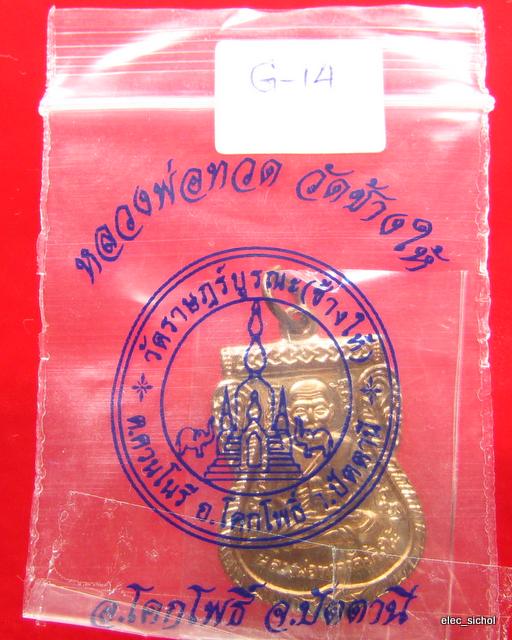 G-14
หลวงพ่อทวด วัดช้างให้
วัดราษฎร์บูรณะ(ช้างให้)
ต.ควนโนรี อ.โคกโพธิ์ จ.ปัตตานี
อ.โคกโพธิ์ จ.ปัตตานี
elec_sichol